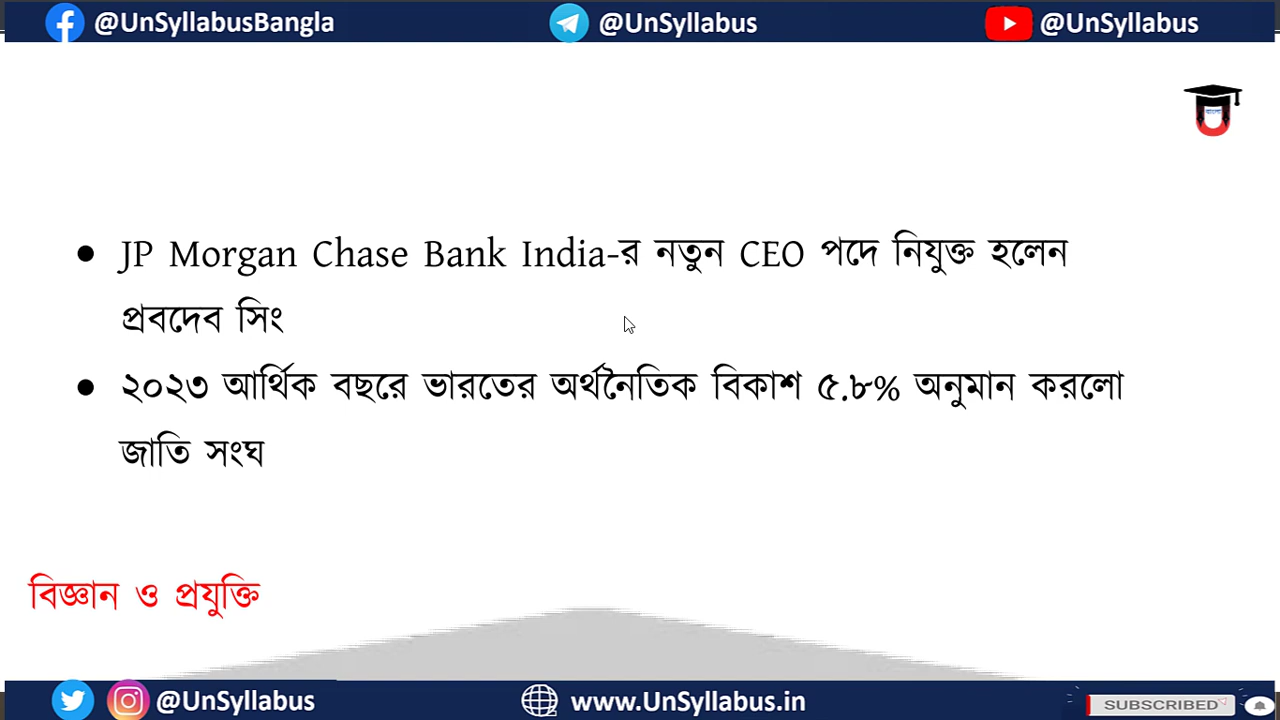 @UnSyllabusBangla
@UnSyllabus
@UnSyllabus
JP Morgan Chase Bank India-র নতুন CEO পদে নিযুক্ত হলেন
প্রবদেব সিং
২০২৩ আর্থিক বছরে ভারতের অর্থনৈতিক বিকাশ ৫.৮% অনুমান করলো
জাতি সংঘ
বিজ্ঞান ও প্রযুক্তি
@UnSyllabus
www.UnSyllabus.in
SUBSCRIBED